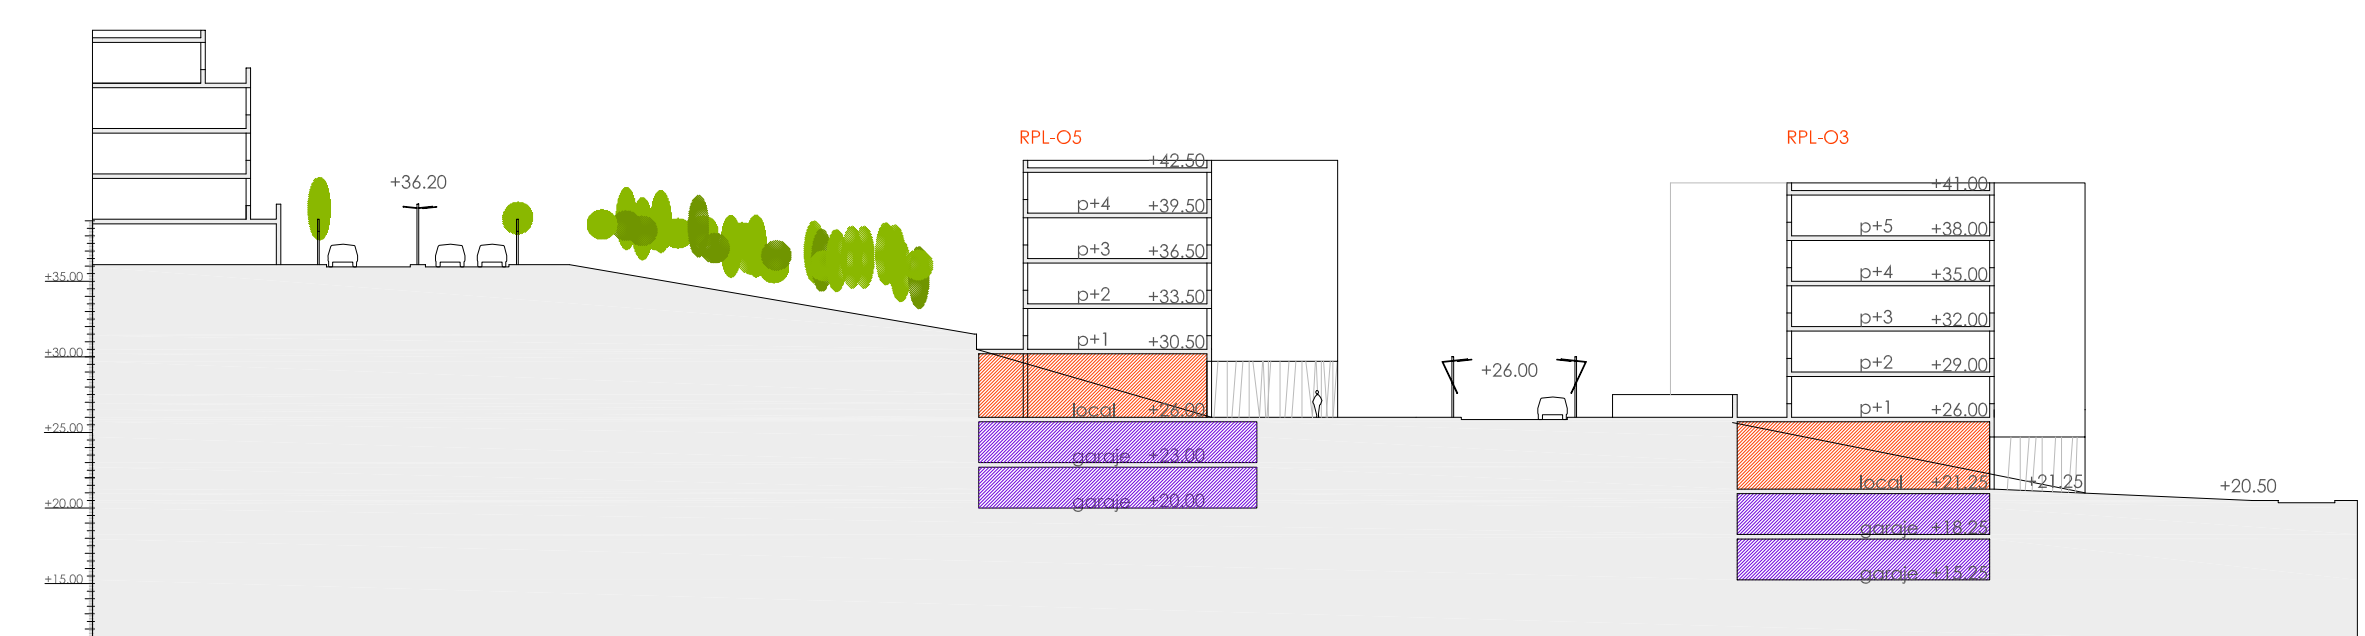 RPL-O5
RPL-O3
+42.50
+36.20
+41.00
p+4 +39.50
p+5 +38.00
p+3 +36.50
p+4 +35.00
+35.00
p+2 +33.50
p+3 +32.00
p+1 +30.50
+30.00
p+2 +29.00
+26.00
local +26.00
p+1 +26.00
+25.00
garaje +23.00
local +21.25
+21.25
+20.50
+20.00
garaje +20.00
garaje +18.25
garaje +15.25
+15.00